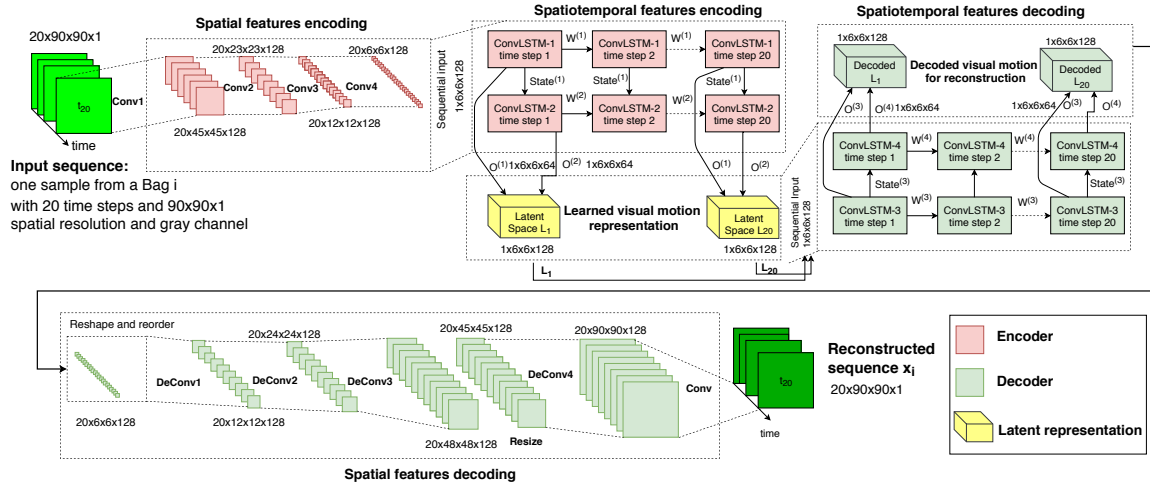 Spatial features encoding
20x90x90x1
t20
Conv1
time
20x23x23x128
20x6x6x128
Conv2
Conv3
Conv4
20x45x45x128
20x12x12x128
Input sequence:
one sample from a Bag i
with 20 time steps and 90x90x1
spatial resolution and gray channel
Spatiotemporal features encoding
Sequential input
1x6x6x128
ConvLSTM-1
time step 1
W(1)
ConvLSTM-1
time step 2
ConvLSTM-1
time step 20
State(1)
State(1)
ConvLSTM-2
time step 1
W(2)
ConvLSTM-2
time step 2
W(2)
ConvLSTM-2
time step 20
O(1)
1x6x6x64
O(2)
1x6x6x64
O(1)
O(2)
Latent
Space L1
Learned visual motion
representation
Latent
Space L20
1x6x6x128
1x6x6x128
L1
L20
Spatiotemporal features decoding
1x6x6x128
Decoded
L1
Decoded visual motion
for reconstruction
1x6x6x128
Decoded
L20
O(3)
O(4)
1x6x6x64
1x6x6x64
O(3)
O(4)
Sequential Input
1x6x6x128
ConvLSTM-4
time step 1
W(4)
ConvLSTM-4
time step 2
W(4)
ConvLSTM-4
time step 20
State(3)
State(3)
ConvLSTM-3
time step 1
W(3)
ConvLSTM-3
time step 2
W(3)
ConvLSTM-3
time step 20
Reshape and reorder
20x6x6x128
DeConv1
20x12x12x128
20x24x24x128
DeConv2
DeConv3
20x48x48x128
20x45x45x128
Resize
DeConv4
20x90x90x128
Conv
t20
time
Reconstructed
sequence xi
20x90x90x1
Spatial features decoding
Encoder
Decoder
Latent representation